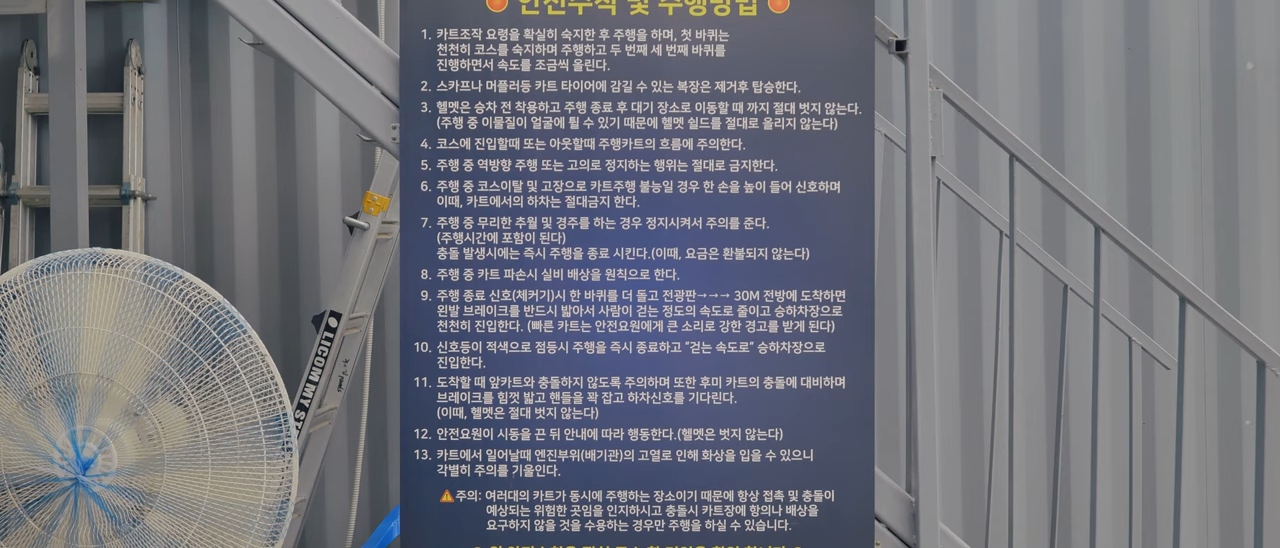 안전수칙 및 주행방법
1. 카트조작 요령을 확실히 숙지한 후 주행을 하며, 첫 바퀴는
천천히 코스를 숙지하며 주행하고 두 번째 세 번째 바퀴를
진행하면서 속도를 조금씩 올린다.
2. 스카프나 머플러등 카트 타이어에 감길 수 있는 복장은 제거후 탑승한다.
3. 헬멧은 승차 전 착용하고 주행 종료 후 대기 장소로 이동할 때 까지 절대 벗지 않는다.
(주행 중 이물질이 얼굴에 튈 수 있기 때문에 헬멧 실드를 절대로 올리지 않는다)
4. 코스에 진입할때 또는 아웃할때 주행카트의 흐름에 주의한다.
5. 주행 중 역방향 주행 또는 고의로 정지하는 행위는 절대로 금지한다.
6. 주행 중 코스이탈 및 고장으로 카트주행 불능일 경우 한 손을 높이 들어 신호하며
이때, 카트에서의 하차는 절대금지 한다.
7. 주행 중 무리한 추월 및 경주를 하는 경우 정지시켜서 주의를 준다.
(주행시간에 포함이 된다)
충돌 발생시에는 즉시 주행을 종료 시킨다.(이때, 요금은 환불되지 않는다)
8. 주행 중 카트 파손시 실비 배상을 원칙으로 한다.
9. 주행 종료 신호(체커기)시 한 바퀴를 더 돌고 전광판→→→ 30M 전방에 도착하면
왼발 브레이크를 반드시 밟아서 사람이 걷는 정도의 속도로 줄이고 승하차장으로
천천히 진입한다. (빠른 카트는 안전요원에게 큰 소리로 강한 경고를 받게 된다)
10. 신호등이 적색으로 점등시 주행을 즉시 종료하고 "걷는 속도로" 승하차장으로
진입한다.
11. 도착할 때 앞카트와 충돌하지 않도록 주의하며 또한 후미 카트의 충돌에 대비하며
브레이크를 힘껏 밟고 핸들을 꽉 잡고 하차신호를 기다린다.
(이때, 헬멧은 절대 벗지 않는다)
12. 안전요원이 시동을 끈 뒤 안내에 따라 행동한다.(헬멧은 벗지 않는다)
13. 카트에서 일어날때 엔진부위(배기관)의 고열로 인해 화상을 입을 수 있으니
각별히 주의를 기울인다.
주의: 여러대의 카트가 동시에 주행하는 장소이기 때문에 항상 접촉 및 충돌이
예상되는 위험한 곳임을 인지하시고 충돌시 카트장에 항의나 배상을
요구하지 않을 것을 수용하는 경우만 주행을 하실 수 있습니다.
LICOM MY ST